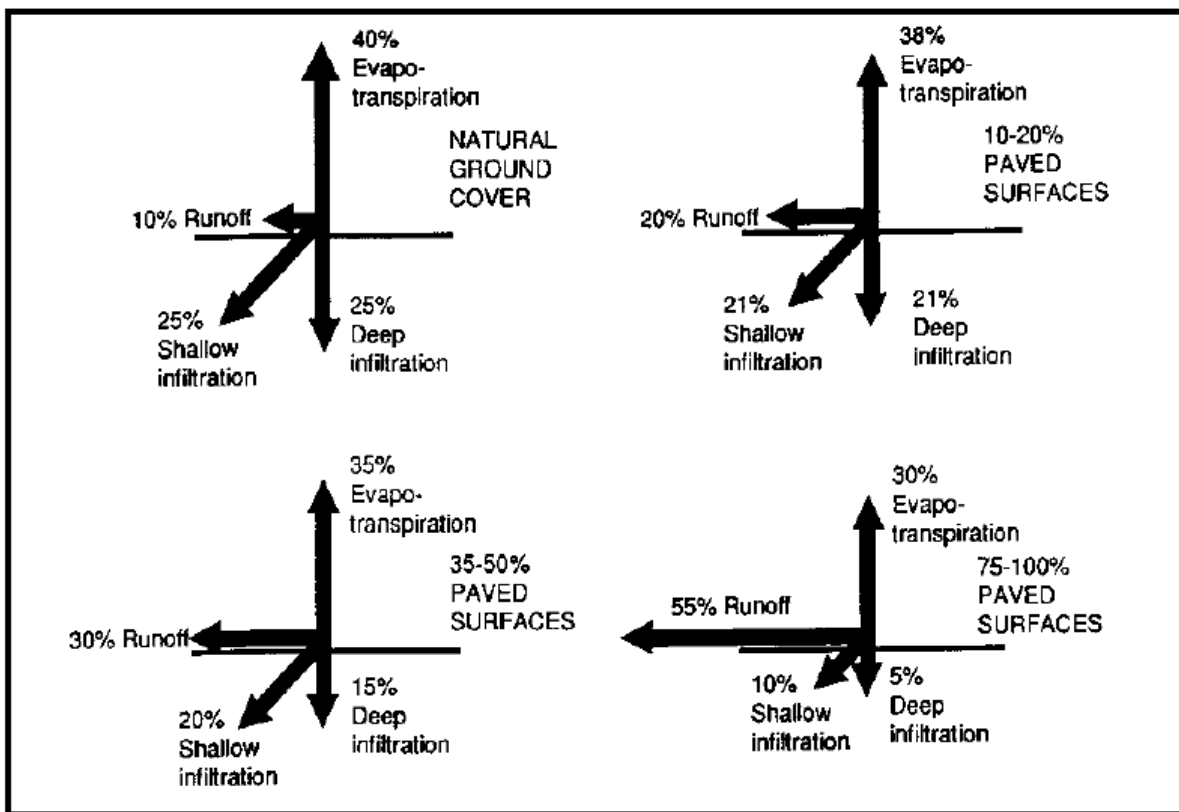 40%
Evapo-
transpiration
NATURAL
GROUND
COVER
10% Runoff
25%
Shallow
infiltration
25%
Deep
infiltration
38%
Evapo-
transpiration
10-20%
PAVED
SURFACES
20% Runoff
21%
Shallow
infiltration
21%
Deep
infiltration
35%
Evapo-
transpiration
35-50%
PAVED
SURFACES
30% Runoff
20%
Shallow
infiltration
15%
Deep
infiltration
30%
Evapo-
transpiration
75-100%
PAVED
SURFACES
55% Runoff
10%
Shallow
infiltration
5%
Deep
infiltration